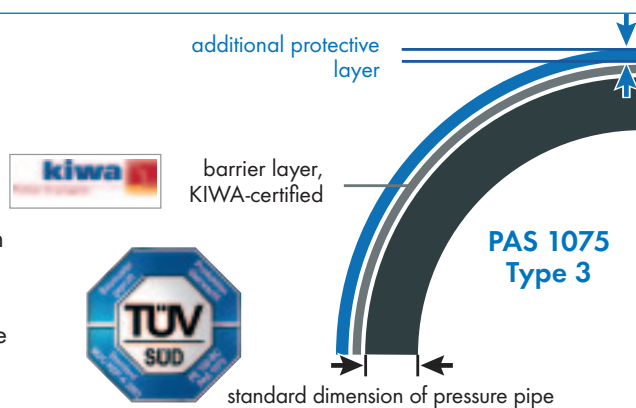 additional protective
layer
kiwa
barrier layer,
KIWA-certified
PAS 1075
Type 3
TÜV
SÜD
standard dimension of pressure pipe